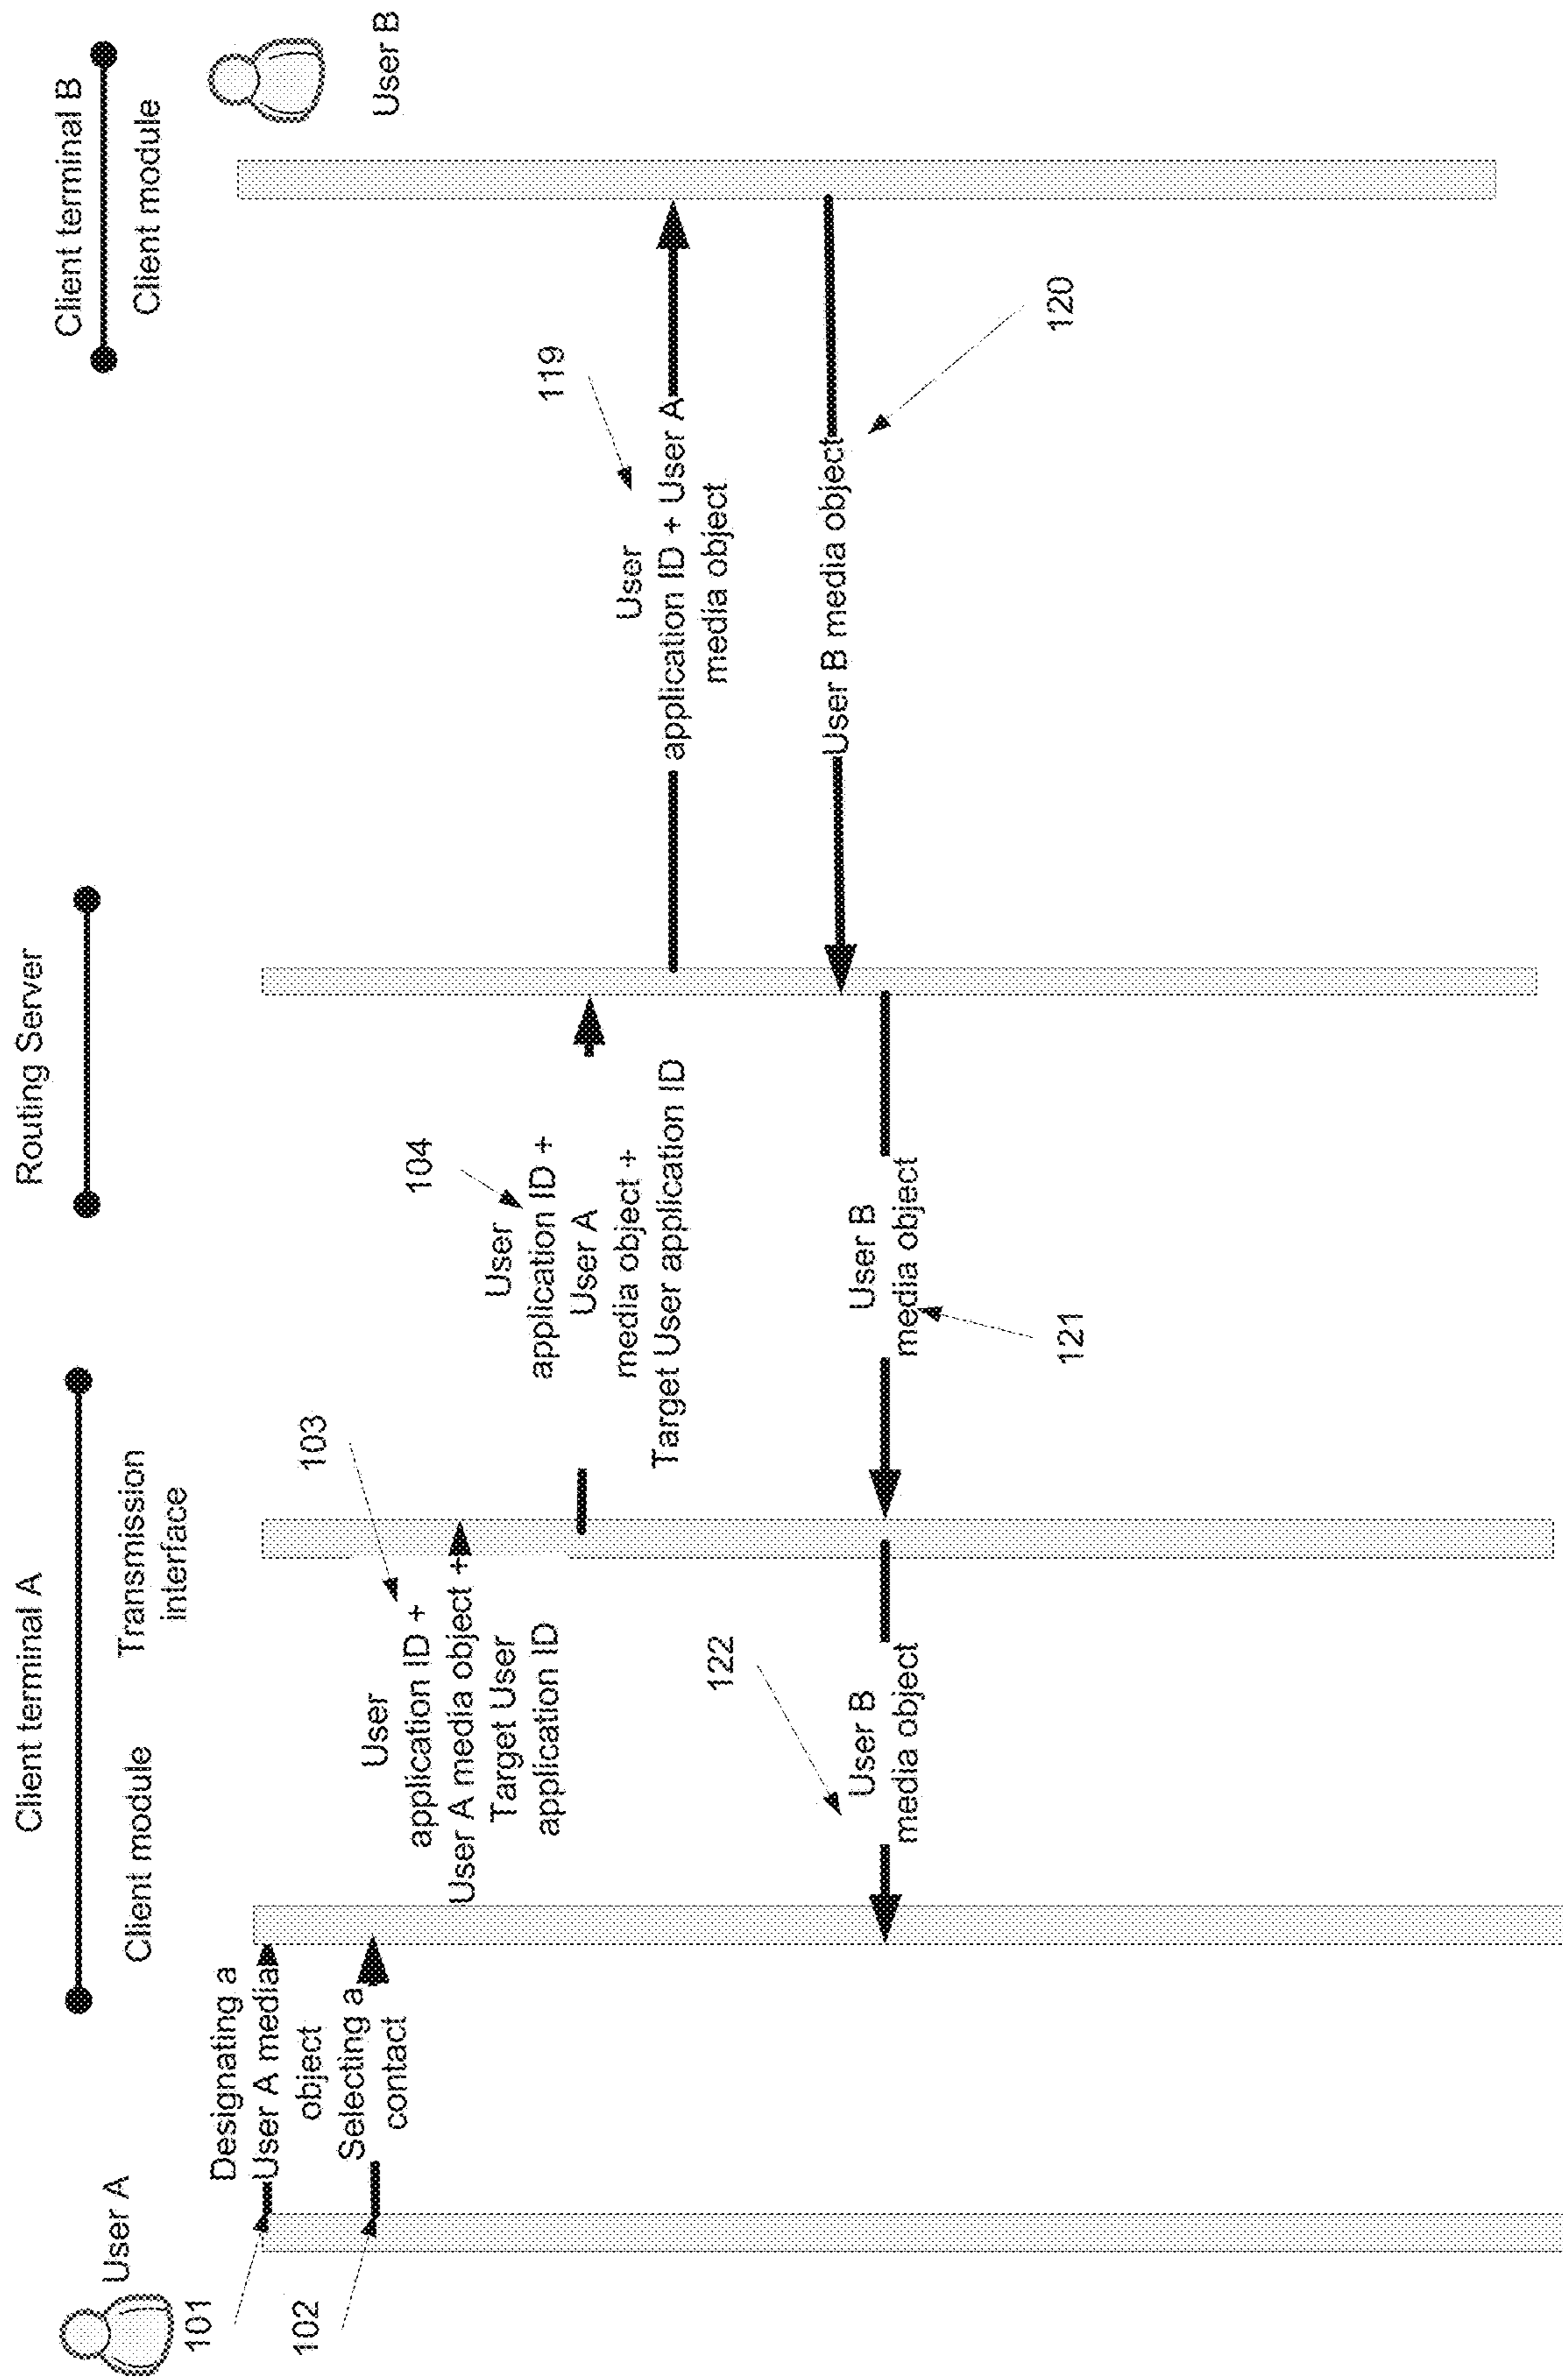 Client terminal A
Routing Server
Client terminal B
User A
Client module
Transmission
interface
Client module
User B
101
Designating a
User A media
object
102
Selecting a
contact
103
User
application ID +
User A media object +
Target User
application ID
104
User
application ID +
User A
media object +
Target User application ID
119
User
application ID + User A
media object
120
User B media object
121
User B
media object
122
User B
media object